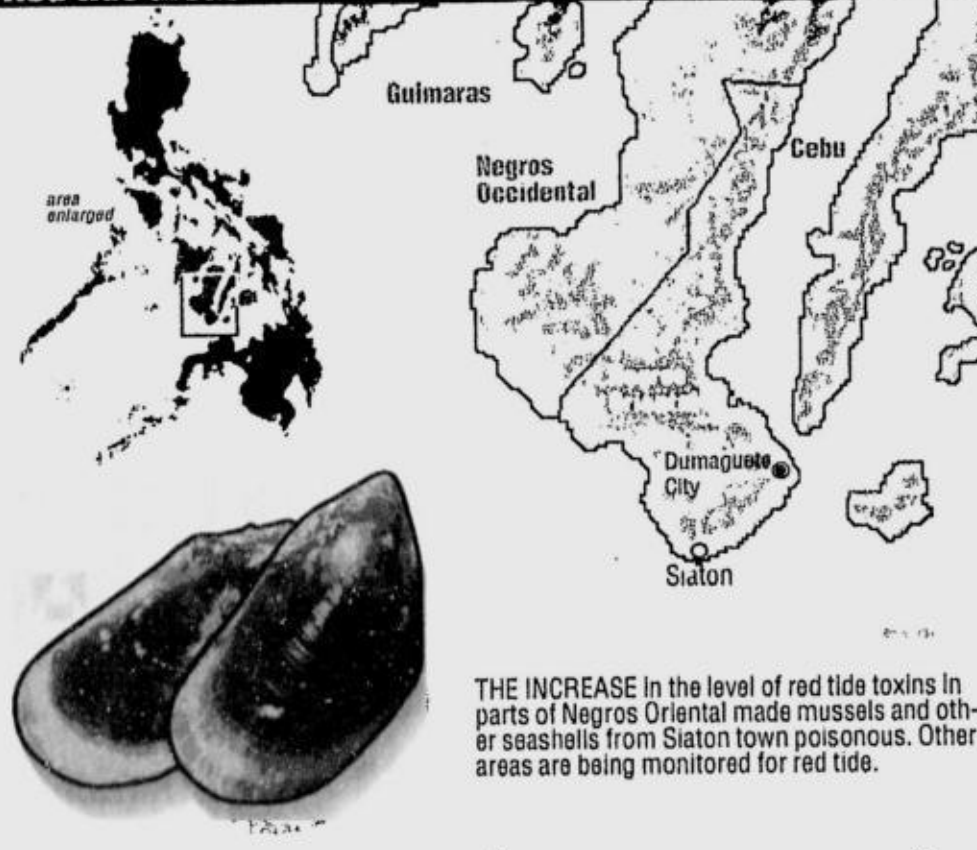 area
enlarged
Guimaras
Negros
Occidental
Cebu
Dumaguete
City
Siaton
THE INCREASE in the level of red tide toxins in
parts of Negros Oriental made mussels and oth-
er seashells from Siaton town poisonous. Other
areas are being monitored for red tide.